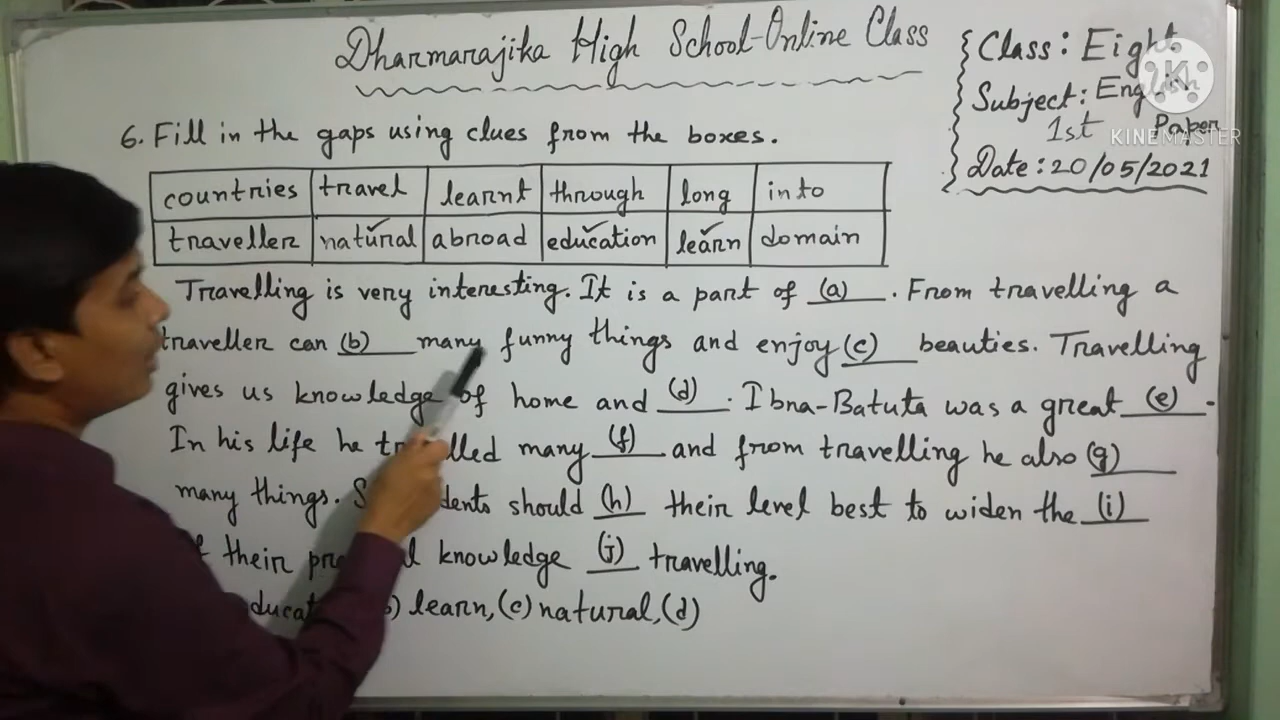 Dharmarajika High School-Online Class
Class: Eight
Subject: English
1st Paper
KINEMASTER
Date: 20/05/2021
6. Fill in the gaps using clues from the boxes.
countries travel learnt through long into
traveller natural abroad education learn domain
Travelling is very interesting. It is a part of (a) . From travelling a
traveller can (b) many funny things and enjoy (c) beauties. Travelling
gives us knowledge of home and (d) . Ibna-Batuta was a great (e) .
In his life he many (f) and from travelling he also (g)
many things. should (h) their level best to widen the (i)
their knowledge (j) travelling.
) learn, (c) natural, (d)